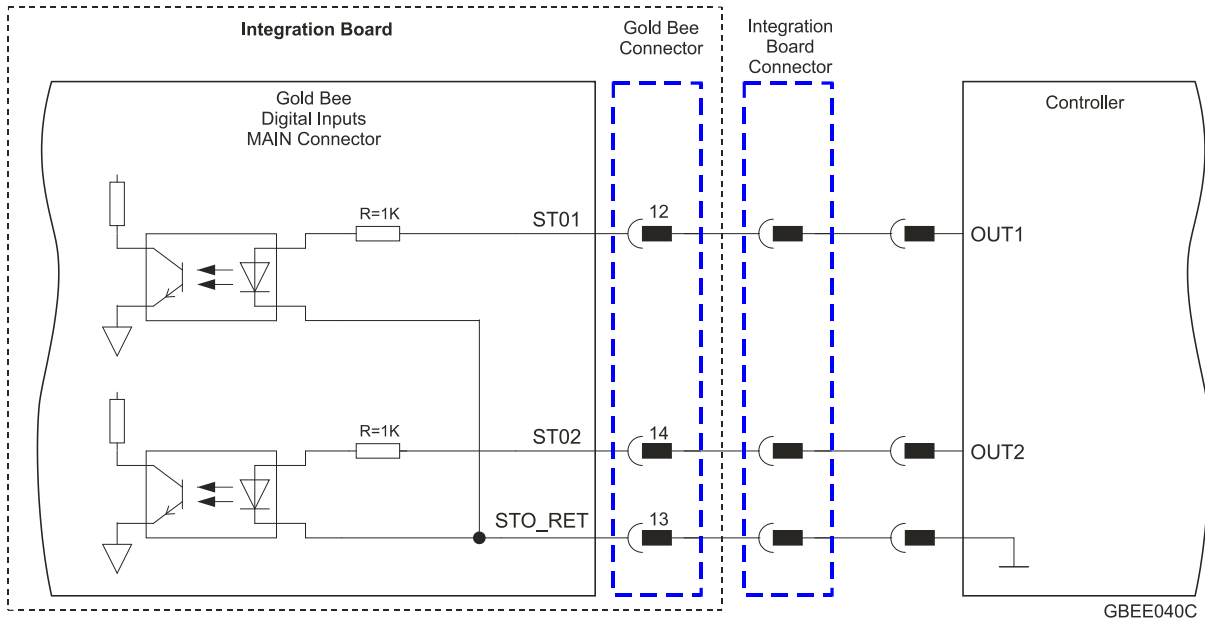 Integration Board
Gold Bee
Connector
Integration
Board
Connector
Gold Bee
Digital Inputs
MAIN Connector
Controller
R=1K
ST01
12
OUT1
R=1K
ST02
14
OUT2
STO_RET
13
GBEE040C